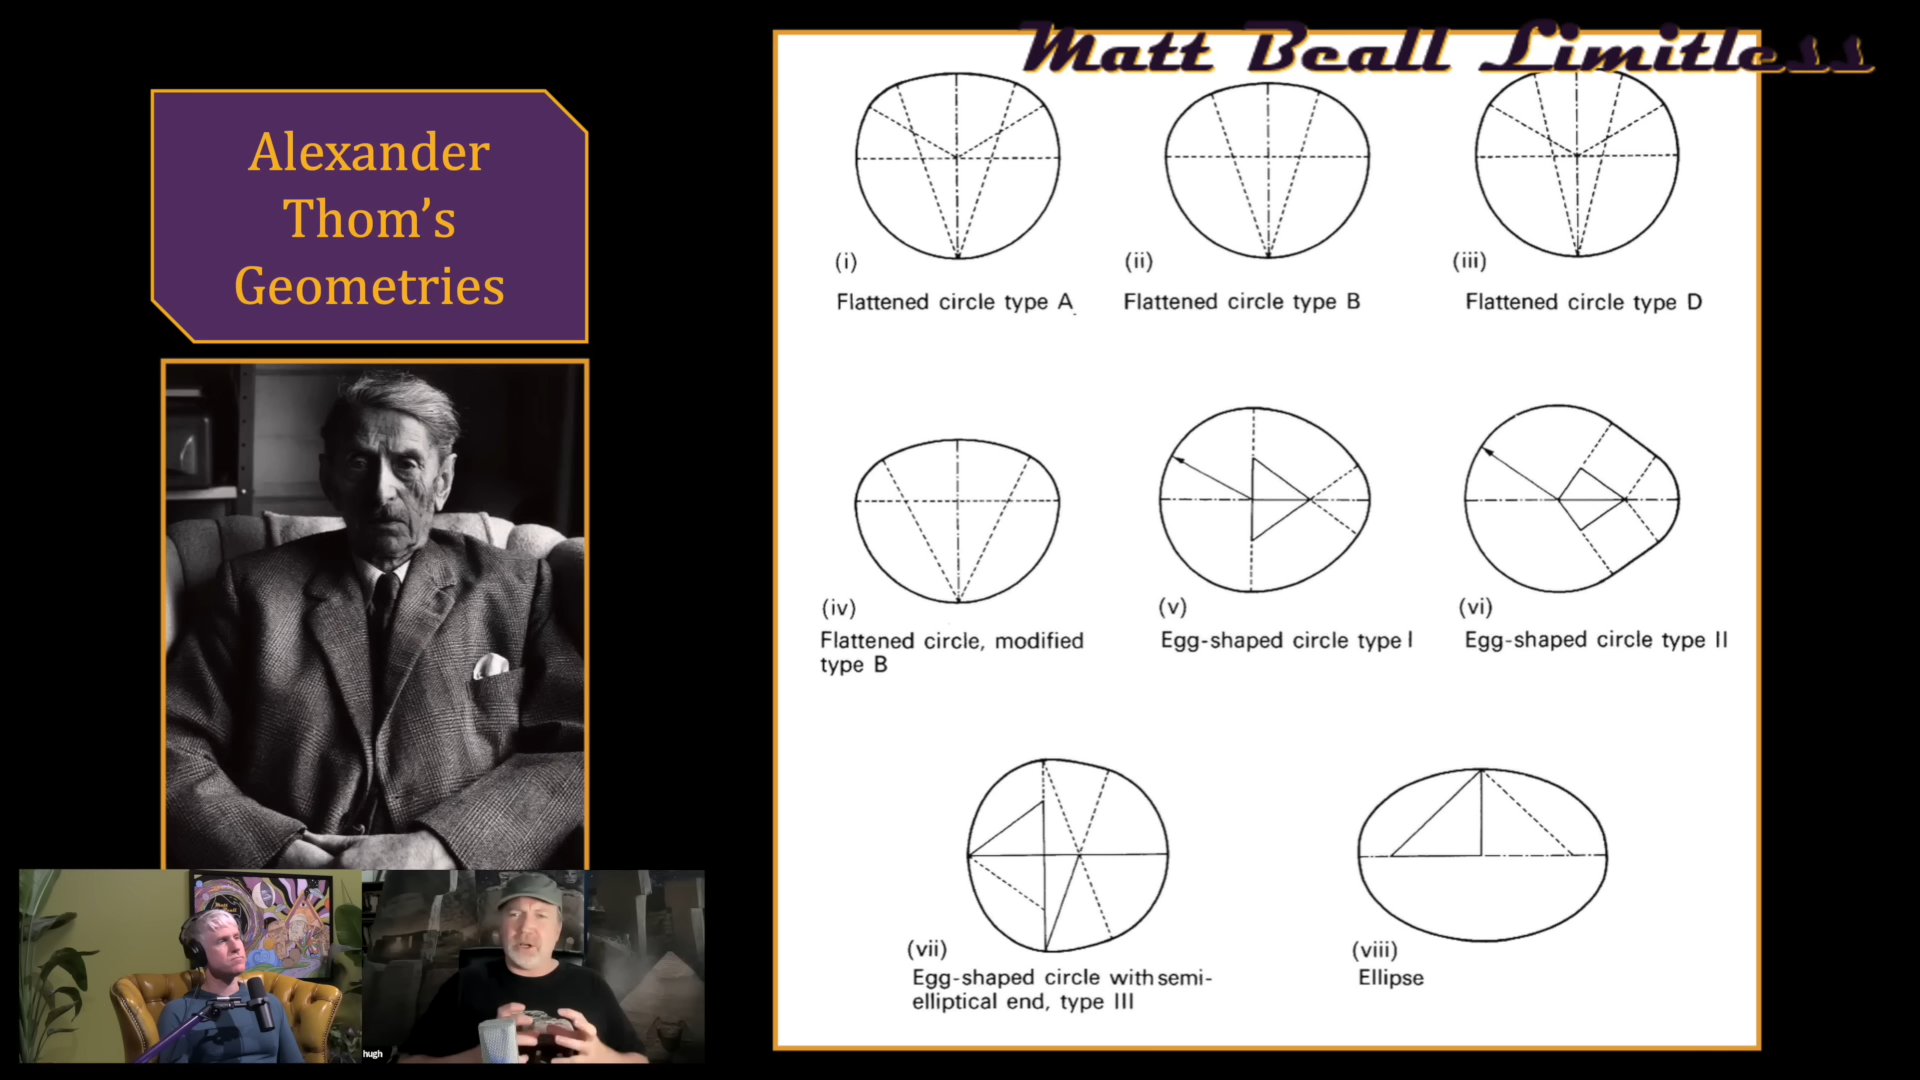 Matt Beall Limitless
Alexander
Thom’s
Geometries
(i)
Flattened circle type A
(ii)
Flattened circle type B
(iii)
Flattened circle type D
(iv)
Flattened circle, modified
type B
(v)
Egg-shaped circle type I
(vi)
Egg-shaped circle type II
(vii)
Egg-shaped circle with semi-
elliptical end, type III
(viii)
Ellipse
hugh